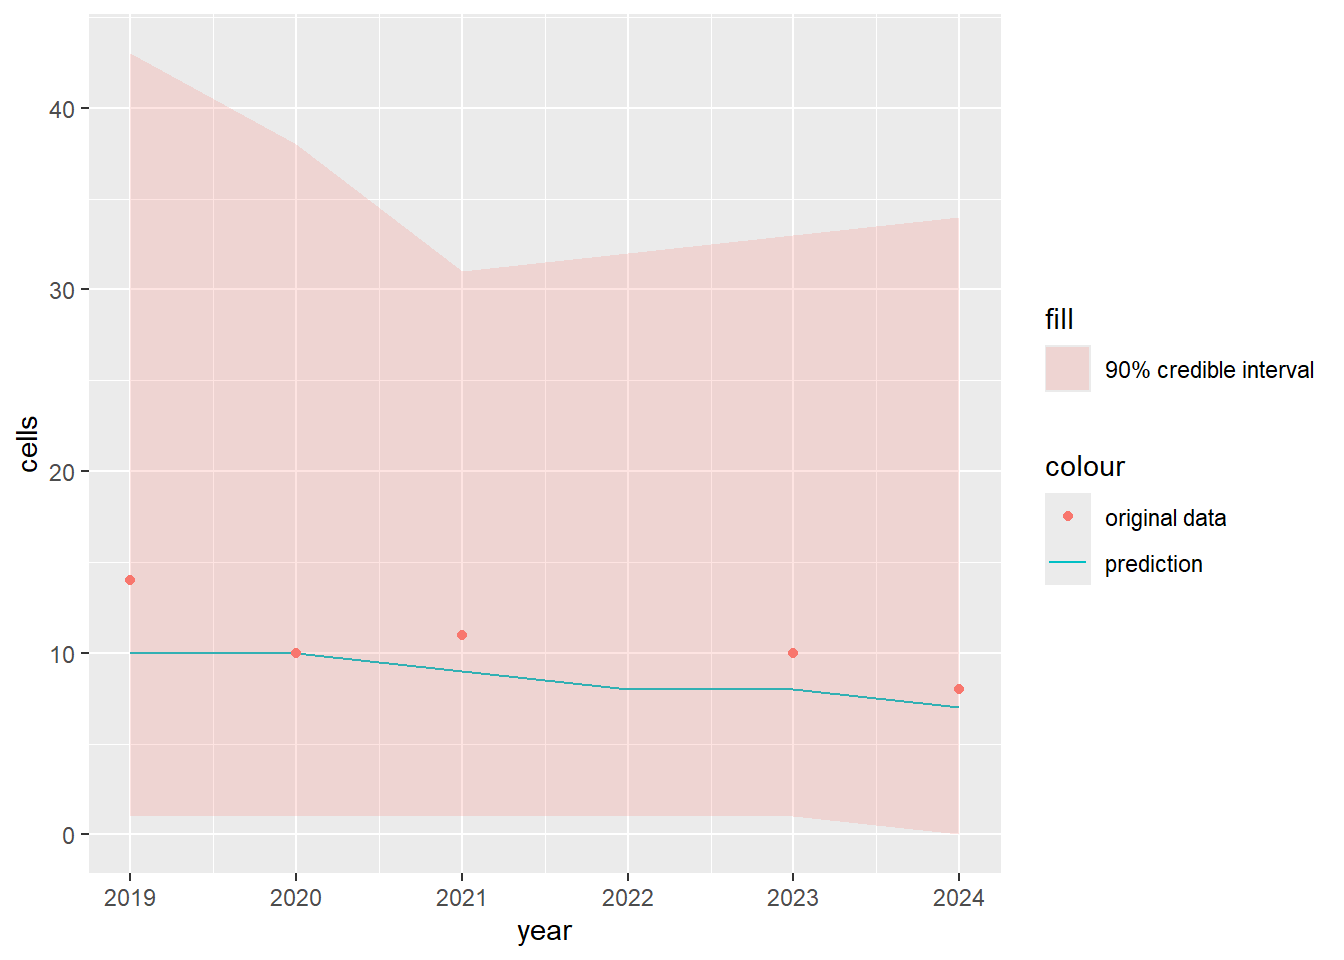 40
30
20
10
0
cells
2019 2020 2021 2022 2023 2024
year
fill
90% credible interval
colour
original data
prediction